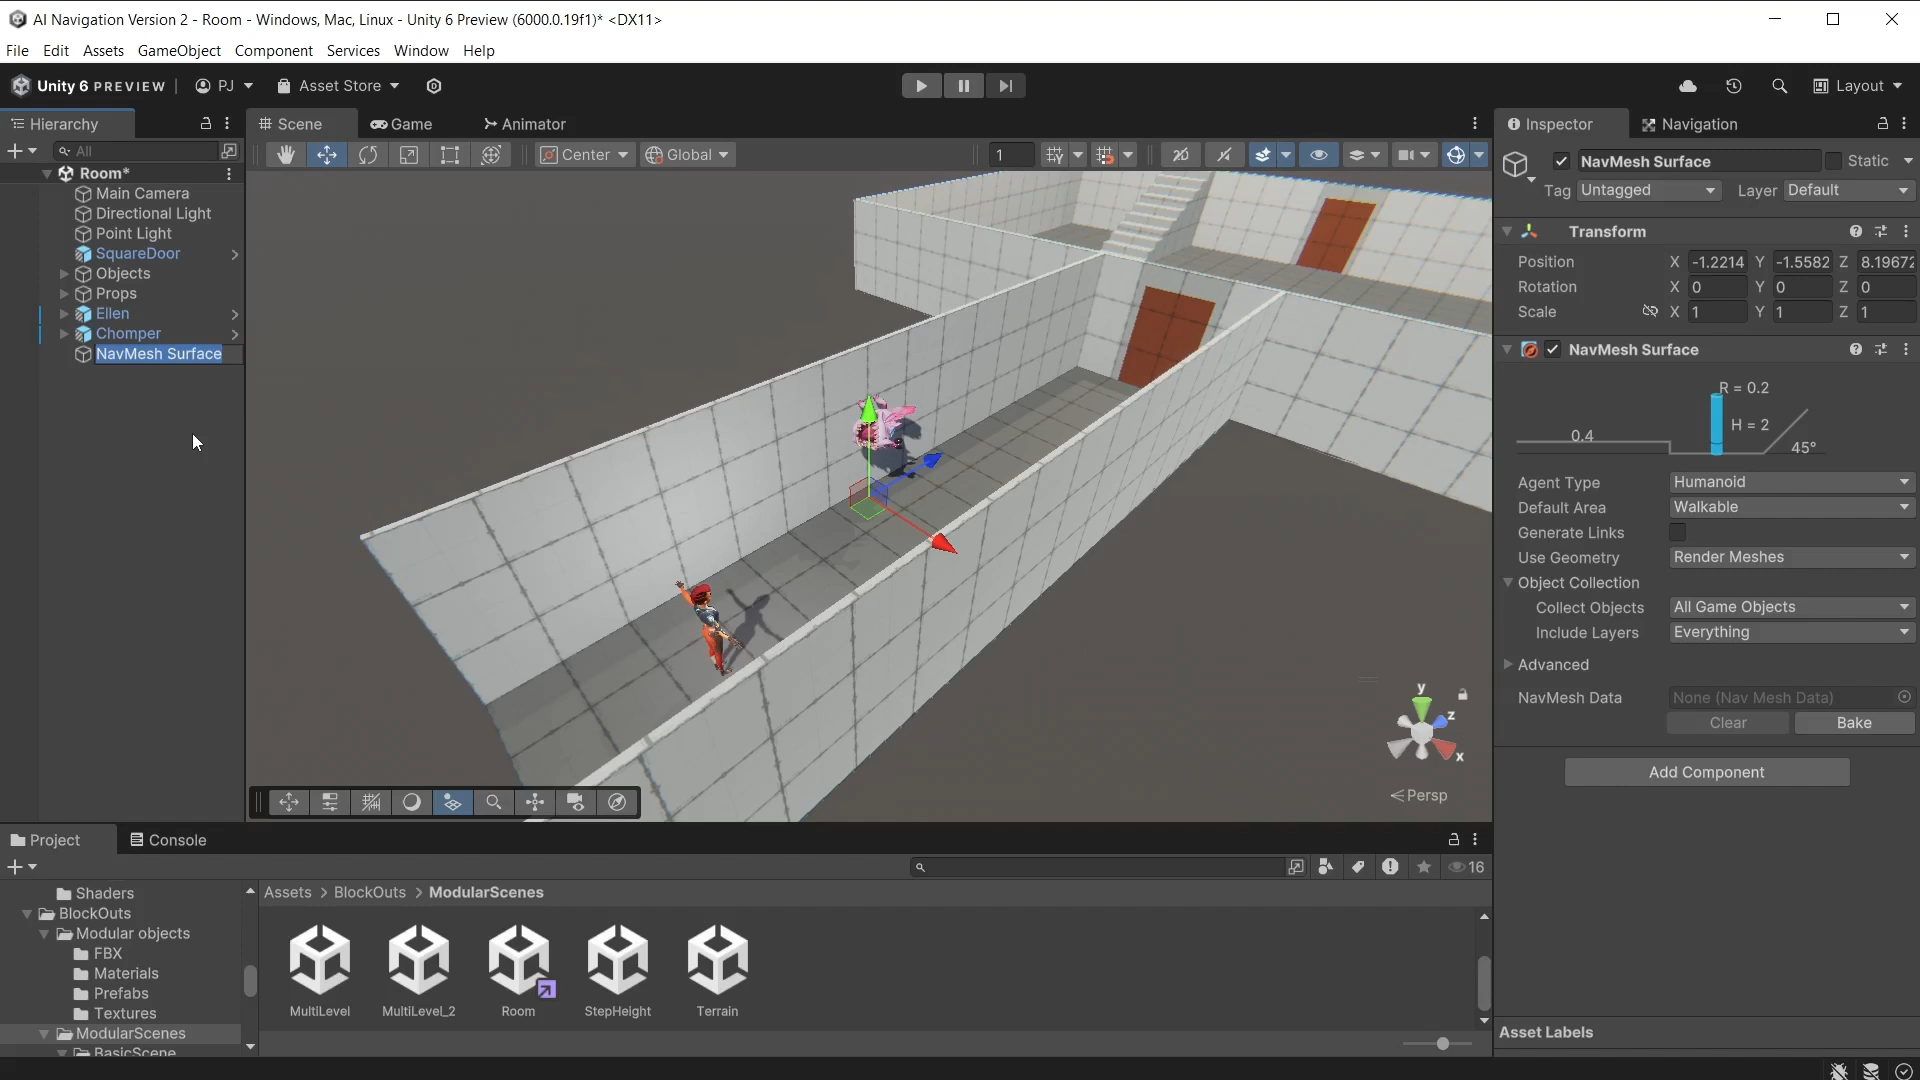 AI Navigation Version 2 - Room - Windows, Mac, Linux - Unity 6 Preview (6000.0.19f1)* <DX11>
File Edit Assets GameObject Component Services Window Help
Unity 6 PREVIEW PJ Asset Store Layout
Hierarchy
All
Room*
Main Camera
Directional Light
Point Light
SquareDoor
Objects
Props
Ellen
Chomper
NavMesh Surface
Scene Game Animator
Center Global 1 2D
y
z
x
Persp
Inspector Navigation
NavMesh Surface Static
Tag Untagged Layer Default
Transform
Position X -1.2214 Y -1.5582 Z 8.19672
Rotation X 0 Y 0 Z 0
Scale X 1 Y 1 Z 1
NavMesh Surface
R = 0.2
H = 2
0.4
45°
Agent Type Humanoid
Default Area Walkable
Generate Links
Use Geometry Render Meshes
Object Collection
Collect Objects All Game Objects
Include Layers Everything
Advanced
NavMesh Data None (Nav Mesh Data)
Clear Bake
Add Component
Asset Labels
Project Console
16
Shaders
BlockOuts
Modular objects
FBX
Materials
Prefabs
Textures
ModularScenes
BasicScene
Assets > BlockOuts > ModularScenes
MultiLevel MultiLevel_2 Room StepHeight Terrain